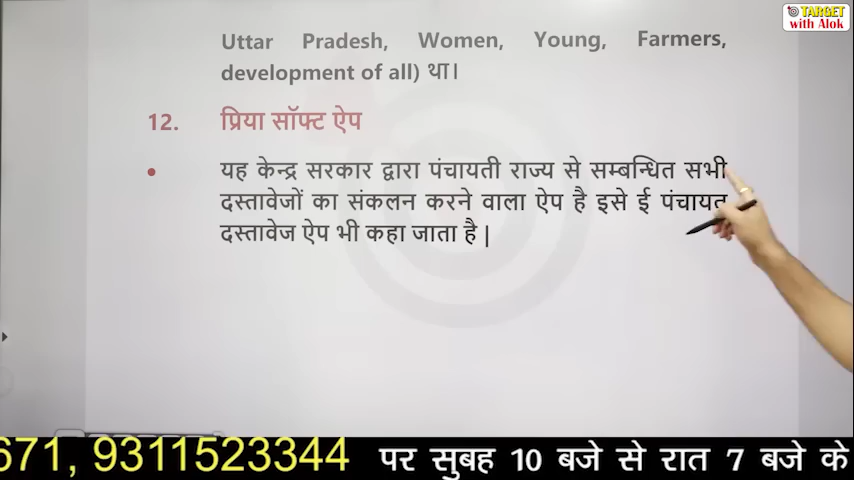 TARGET
with Alok
Uttar Pradesh, Women, Young, Farmers,
development of all) था।
12. प्रिया सॉफ्ट ऐप
• यह केन्द्र सरकार द्वारा पंचायती राज्य से सम्बन्धित सभी
दस्तावेजों का संकलन करने वाला ऐप है इसे ई पंचायत
दस्तावेज ऐप भी कहा जाता है |
671, 9311523344 पर सुबह 10 बजे से रात 7 बजे के